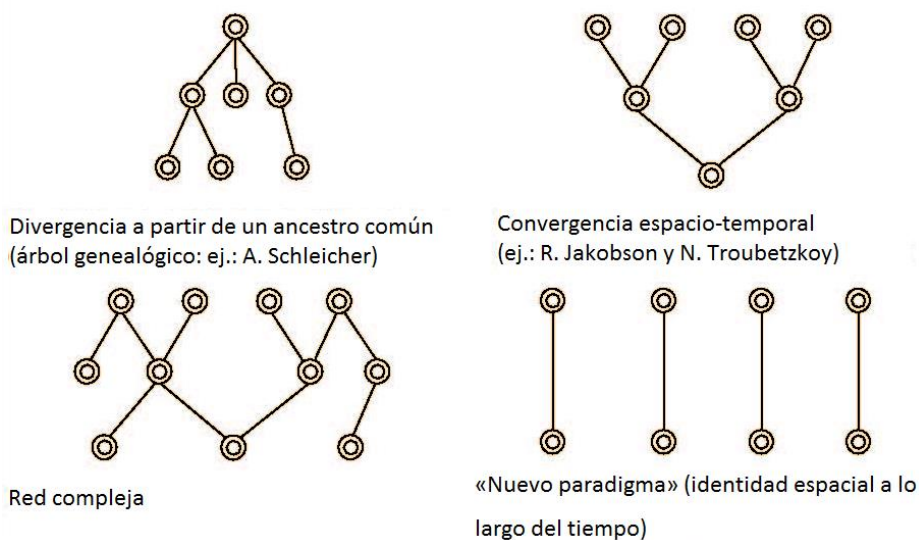 Divergencia a partir de un ancestro común
(árbol genealógico: ej.: A. Schleicher)
Convergencia espacio-temporal
(ej.: R. Jakobson y N. Troubetzkoy)
Red compleja
«Nuevo paradigma» (identidad espacial a lo
largo del tiempo)